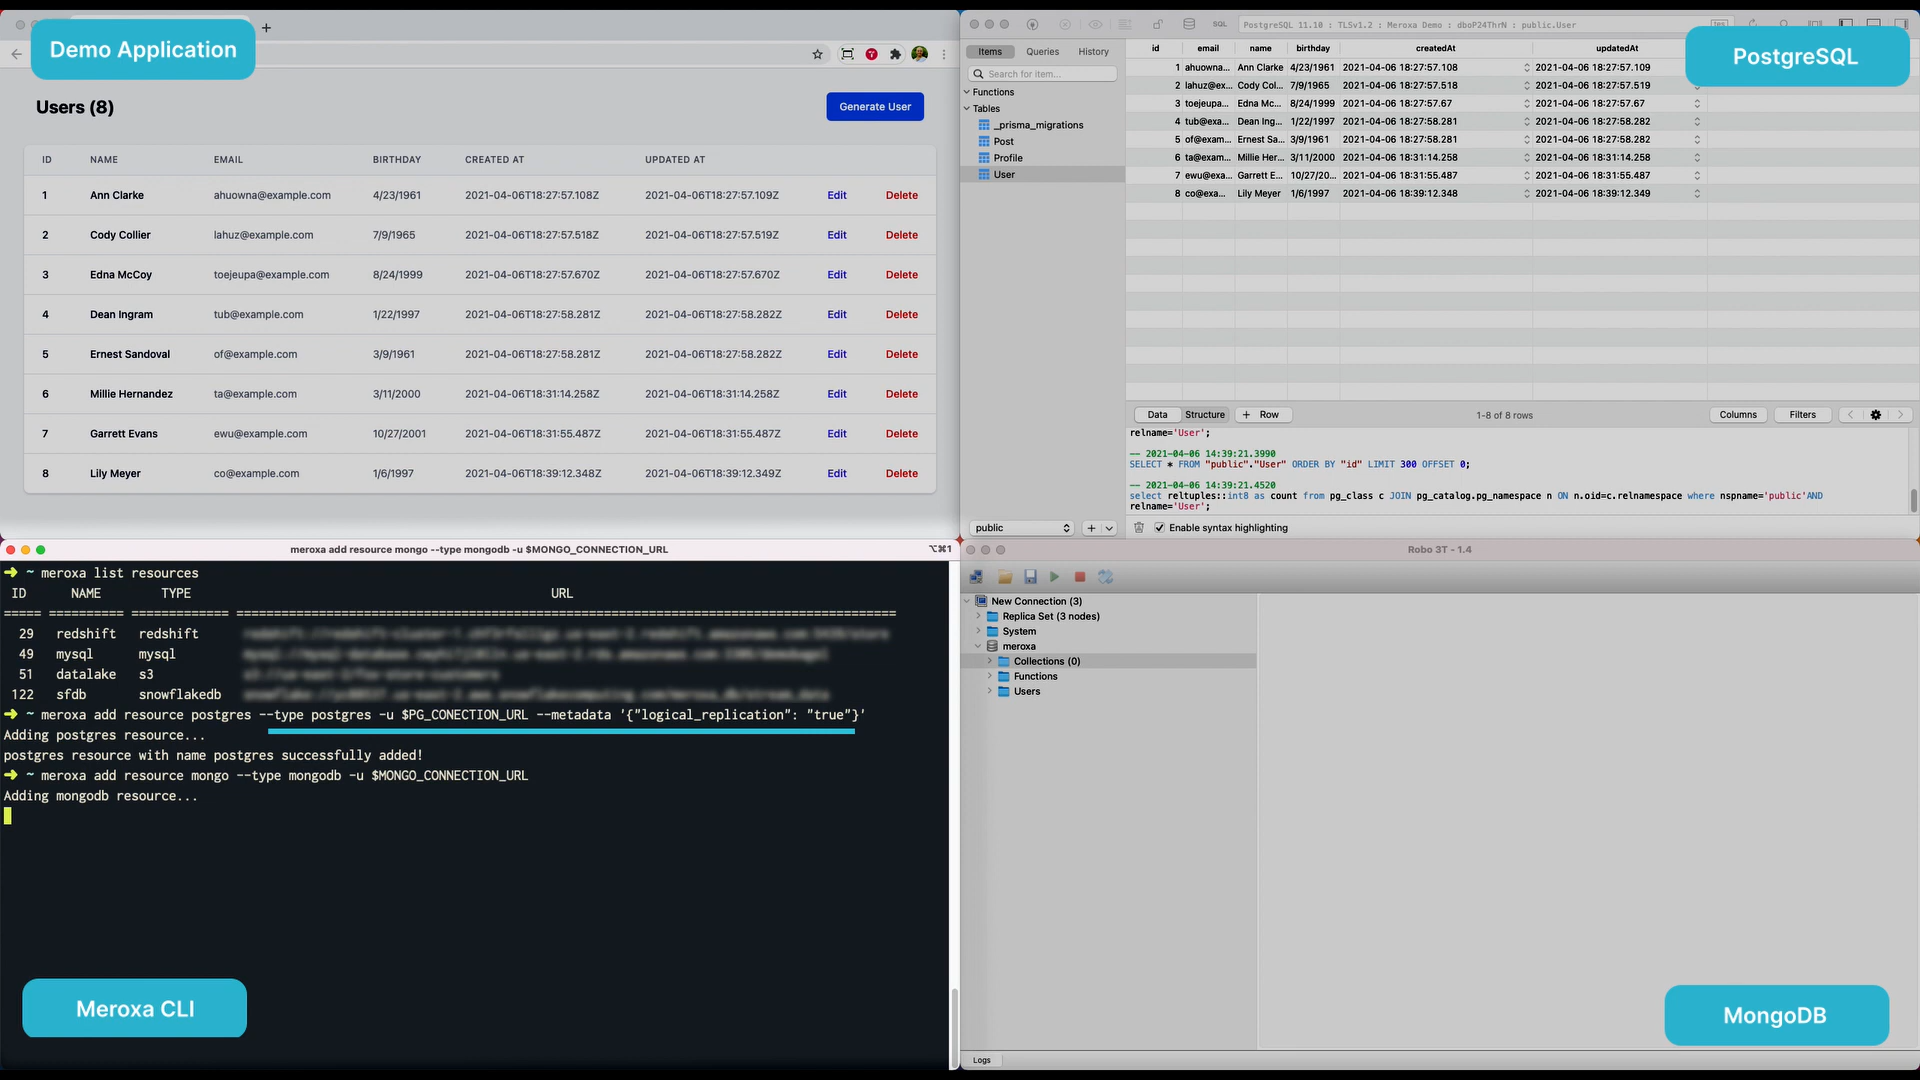 Demo Application
Users (8)
Generate User
ID NAME EMAIL BIRTHDAY CREATED AT UPDATED AT
1 Ann Clarke ahuowna@example.com 4/23/1961 2021-04-06T18:27:57.108Z 2021-04-06T18:27:57.109Z Edit Delete
2 Cody Collier lahuz@example.com 7/9/1965 2021-04-06T18:27:57.518Z 2021-04-06T18:27:57.519Z Edit Delete
3 Edna McCoy toejeupa@example.com 8/24/1999 2021-04-06T18:27:57.670Z 2021-04-06T18:27:57.670Z Edit Delete
4 Dean Ingram tub@example.com 1/22/1997 2021-04-06T18:27:58.281Z 2021-04-06T18:27:58.282Z Edit Delete
5 Ernest Sandoval of@example.com 3/9/1961 2021-04-06T18:27:58.281Z 2021-04-06T18:27:58.282Z Edit Delete
6 Millie Hernandez ta@example.com 3/11/2000 2021-04-06T18:31:14.258Z 2021-04-06T18:31:14.258Z Edit Delete
7 Garrett Evans ewu@example.com 10/27/2001 2021-04-06T18:31:55.487Z 2021-04-06T18:31:55.487Z Edit Delete
8 Lily Meyer co@example.com 1/6/1997 2021-04-06T18:39:12.348Z 2021-04-06T18:39:12.349Z Edit Delete
SQL PostgreSQL 11.10 : TLSv1.2 : Meroxa Demo : dboP24ThrN : public.User
PostgreSQL
Items Queries History
Search for item...
Functions
Tables
_prisma_migrations
Post
Profile
User
id email name birthday createdAt updatedAt
1 ahuowna... Ann Clarke 4/23/1961 2021-04-06 18:27:57.108 2021-04-06 18:27:57.109
2 lahuz@ex... Cody Col... 7/9/1965 2021-04-06 18:27:57.518 2021-04-06 18:27:57.519
3 toejeupa... Edna Mc... 8/24/1999 2021-04-06 18:27:57.67 2021-04-06 18:27:57.67
4 tub@exa... Dean Ing... 1/22/1997 2021-04-06 18:27:58.281 2021-04-06 18:27:58.282
5 of@exam... Ernest Sa... 3/9/1961 2021-04-06 18:27:58.281 2021-04-06 18:27:58.282
6 ta@exam... Millie Her... 3/11/2000 2021-04-06 18:31:14.258 2021-04-06 18:31:14.258
7 ewu@exa... Garrett E... 10/27/20... 2021-04-06 18:31:55.487 2021-04-06 18:31:55.487
8 co@exa... Lily Meyer 1/6/1997 2021-04-06 18:39:12.348 2021-04-06 18:39:12.349
Data Structure + Row 1-8 of 8 rows Columns Filters
relname='User';
-- 2021-04-06 14:39:21.3990
SELECT * FROM "public"."User" ORDER BY "id" LIMIT 300 OFFSET 0;
-- 2021-04-06 14:39:21.4520
select reltuples::int8 as count from pg_class c JOIN pg_catalog.pg_namespace n ON n.oid=c.relnamespace where nspname='public'AND
relname='User';
public Enable syntax highlighting
meroxa add resource mongo --type mongodb -u $MONGO_CONNECTION_URL ⌥⌘1
➜ ~ meroxa list resources
ID NAME TYPE URL
===== ========== ============= ================================================================================
29 redshift redshift
49 mysql mysql
51 datalake s3
122 sfdb snowflakedb
➜ ~ meroxa add resource postgres --type postgres -u $PG_CONECTION_URL --metadata '{"logical_replication": "true"}'
Adding postgres resource...
postgres resource with name postgres successfully added!
➜ ~ meroxa add resource mongo --type mongodb -u $MONGO_CONNECTION_URL
Adding mongodb resource...
Meroxa CLI
Robo 3T - 1.4
New Connection (3)
Replica Set (3 nodes)
System
meroxa
Collections (0)
Functions
Users
MongoDB
Logs